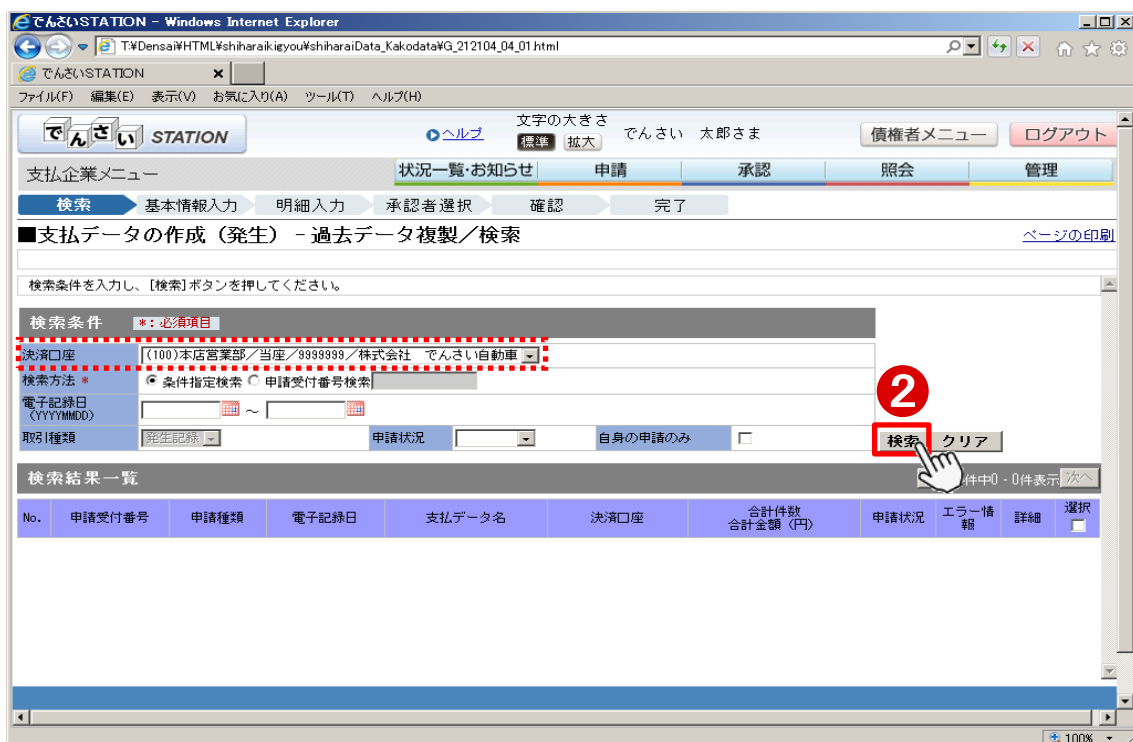 でんさいSTATION - Windows Internet Explorer
T:¥Densai¥HTML¥shiharaikigyou¥shiharaiData_Kakodata¥G_212104_04_01.html
でんさいSTATION
ファイル(F) 編集(E) 表示(V) お気に入り(A) ツール(T) ヘルプ(H)
でんさい STATION ヘルプ 文字の大きさ 標準 拡大 でんさい 太郎さま 債権者メニュー ログアウト
支払企業メニュー 状況一覧・お知らせ 申請 承認 照会 管理
検索 基本情報入力 明細入力 承認者選択 確認 完了
■支払データの作成(発生) -過去データ複製/検索 ページの印刷
検索条件を入力し、[検索]ボタンを押してください。
検索条件 *:必須項目
決済口座 (100)本店営業部/当座/9999999/株式会社 でんさい自動車
検索方法 * 条件指定検索 申請受付番号検索
電子記録日
(YYYYMMDD) ~
2
取引種類 発生記録 申請状況 自身の申請のみ 検索 クリア
検索結果一覧 件中0 - 0件表示 次へ
No. 申請受付番号 申請種類 電子記録日 支払データ名 決済口座 合計件数 合計金額(円) 申請状況 エラー情報 詳細 選択
100%